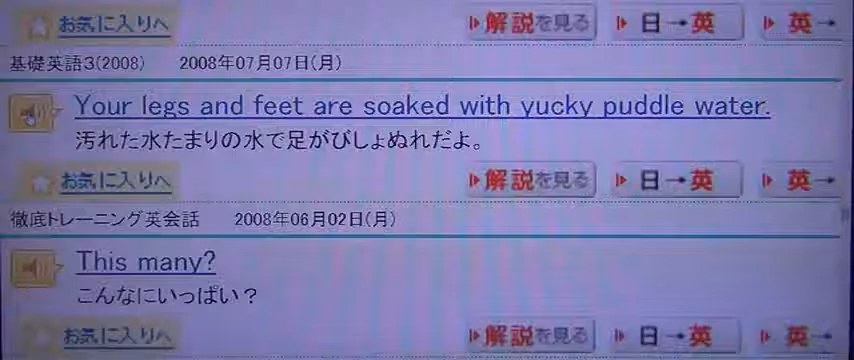 お気に入りへ 解説を見る 日→英 英→
基礎英語3(2008) 2008年07月07日(月)
Your legs and feet are soaked with yucky puddle water.
汚れた水たまりの水で足がびしょぬれだよ。
お気に入りへ 解説を見る 日→英 英→
徹底トレーニング英会話 2008年06月02日(月)
This many?
こんなにいっぱい?
お気に入りへ 解説を見る 日→英 英→